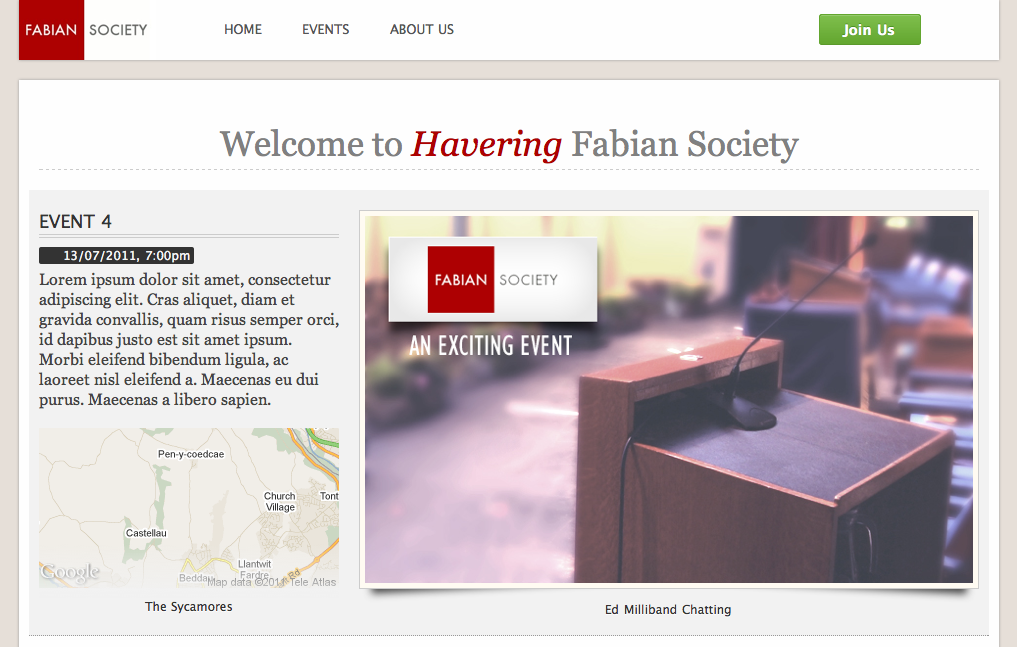 FABIAN SOCIETY
HOME EVENTS ABOUT US
Join Us
Welcome to Havering Fabian Society
EVENT 4
13/07/2011, 7:00pm
Lorem ipsum dolor sit amet, consectetur
adipiscing elit. Cras aliquet, diam et
gravida convallis, quam risus semper orci,
id dapibus justo est sit amet ipsum.
Morbi eleifend bibendum ligula, ac
laoreet nisl eleifend a. Maecenas eu dui
purus. Maecenas a libero sapien.
Pen-y-coedcae
Church
Village
Tont
Castellau
Llantwit
Fardre
Beddau
Rd
Google
Map data ©2011 Tele Atlas
The Sycamores
FABIAN SOCIETY
AN EXCITING EVENT
Ed Milliband Chatting